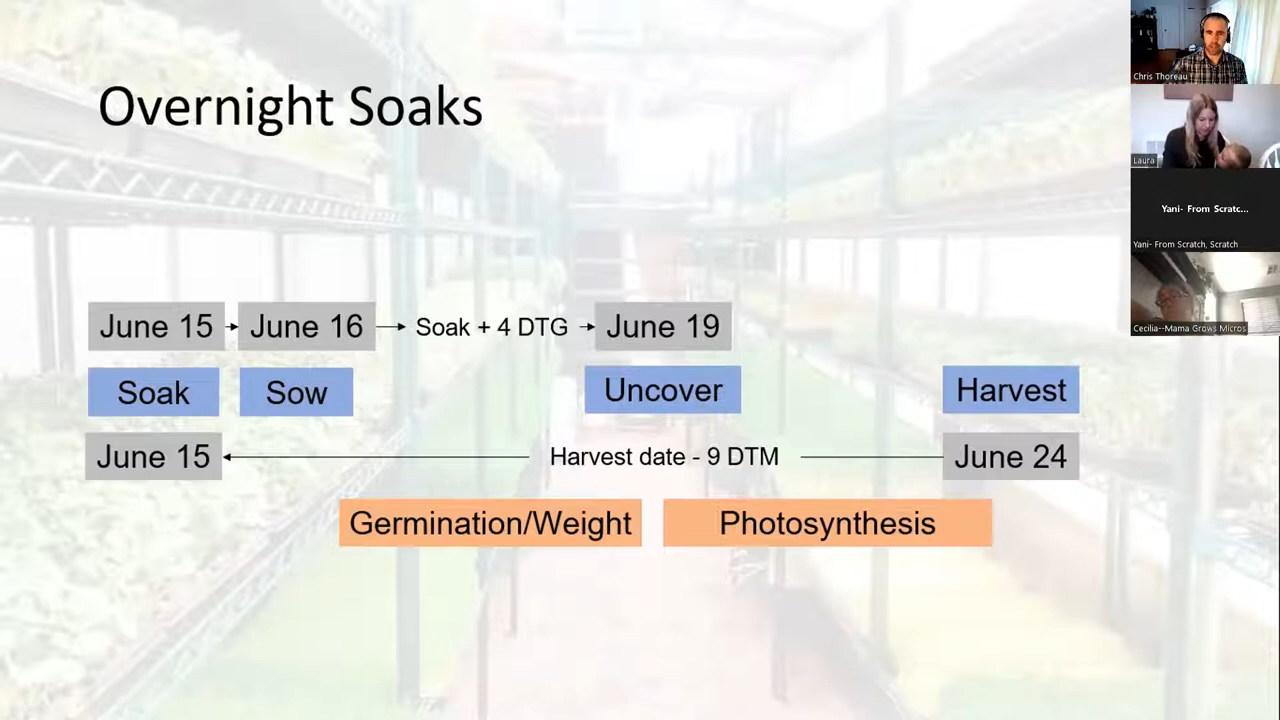 Overnight Soaks
June 15
June 16
Soak + 4 DTG
June 19
Soak
Sow
Uncover
Harvest
June 15
Harvest date - 9 DTM
June 24
Germination/Weight
Photosynthesis
Chris Thoreau
Laura
Yani- From Scratc...
Yani- From Scratch, Scratch
Cecilia--Mama Grows Micros